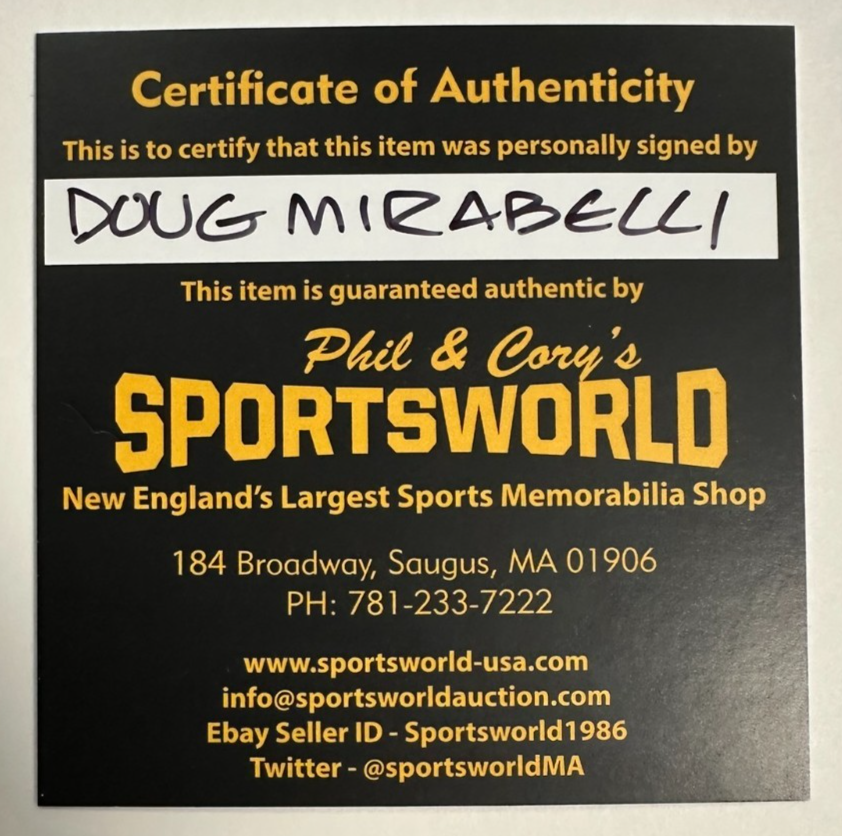 Certificate of Authenticity
This is to certify that this item was personally signed by
DOUG MIRABELLI
This item is guaranteed authentic by
Phil & Cory's
SPORTSWORLD
New England's Largest Sports Memorabilia Shop
184 Broadway, Saugus, MA 01906
PH: 781-233-7222
www.sportsworld-usa.com
info@sportsworldauction.com
Ebay Seller ID - Sportsworld1986
Twitter - @sportsworldMA